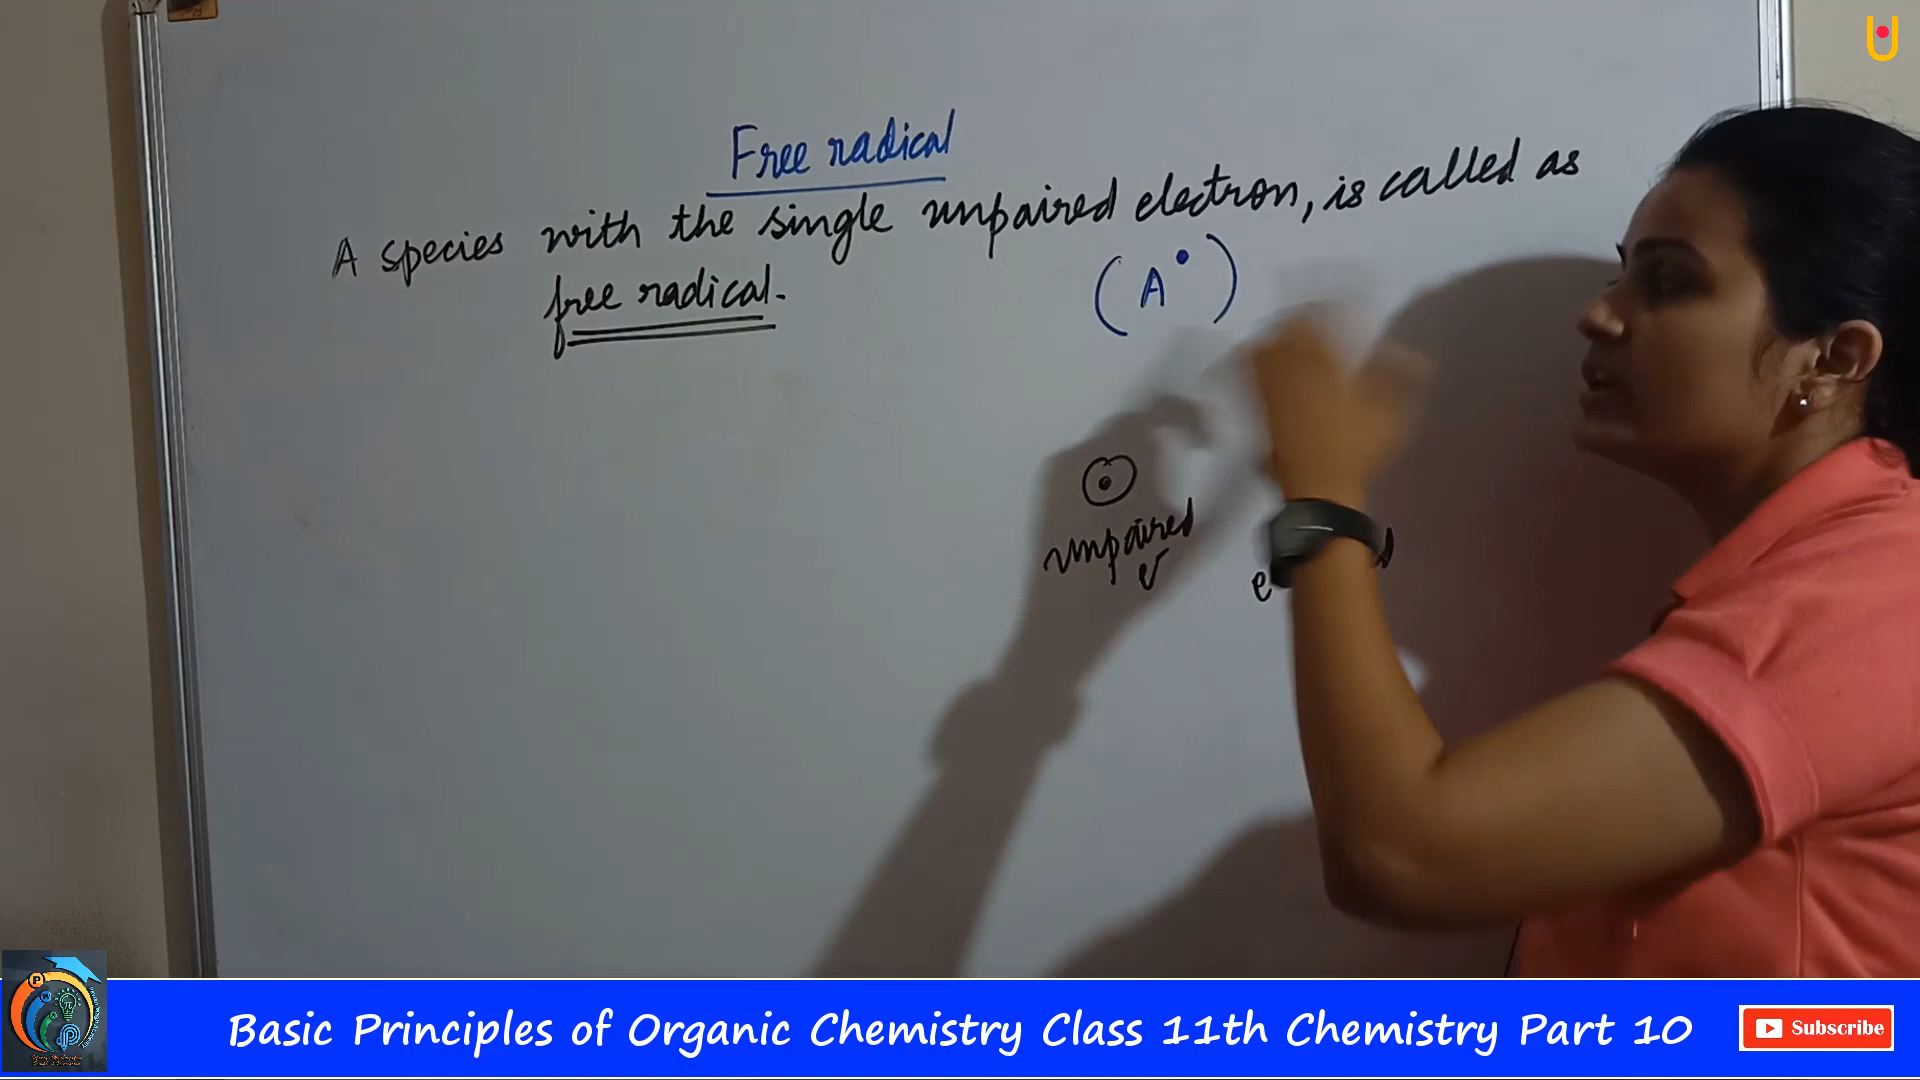 Free radical
A species with the single unpaired electron, is called as
free radical.
(A•)
unpaired
e
e
Basic Principles of Organic Chemistry Class 11th Chemistry Part 10
Subscribe